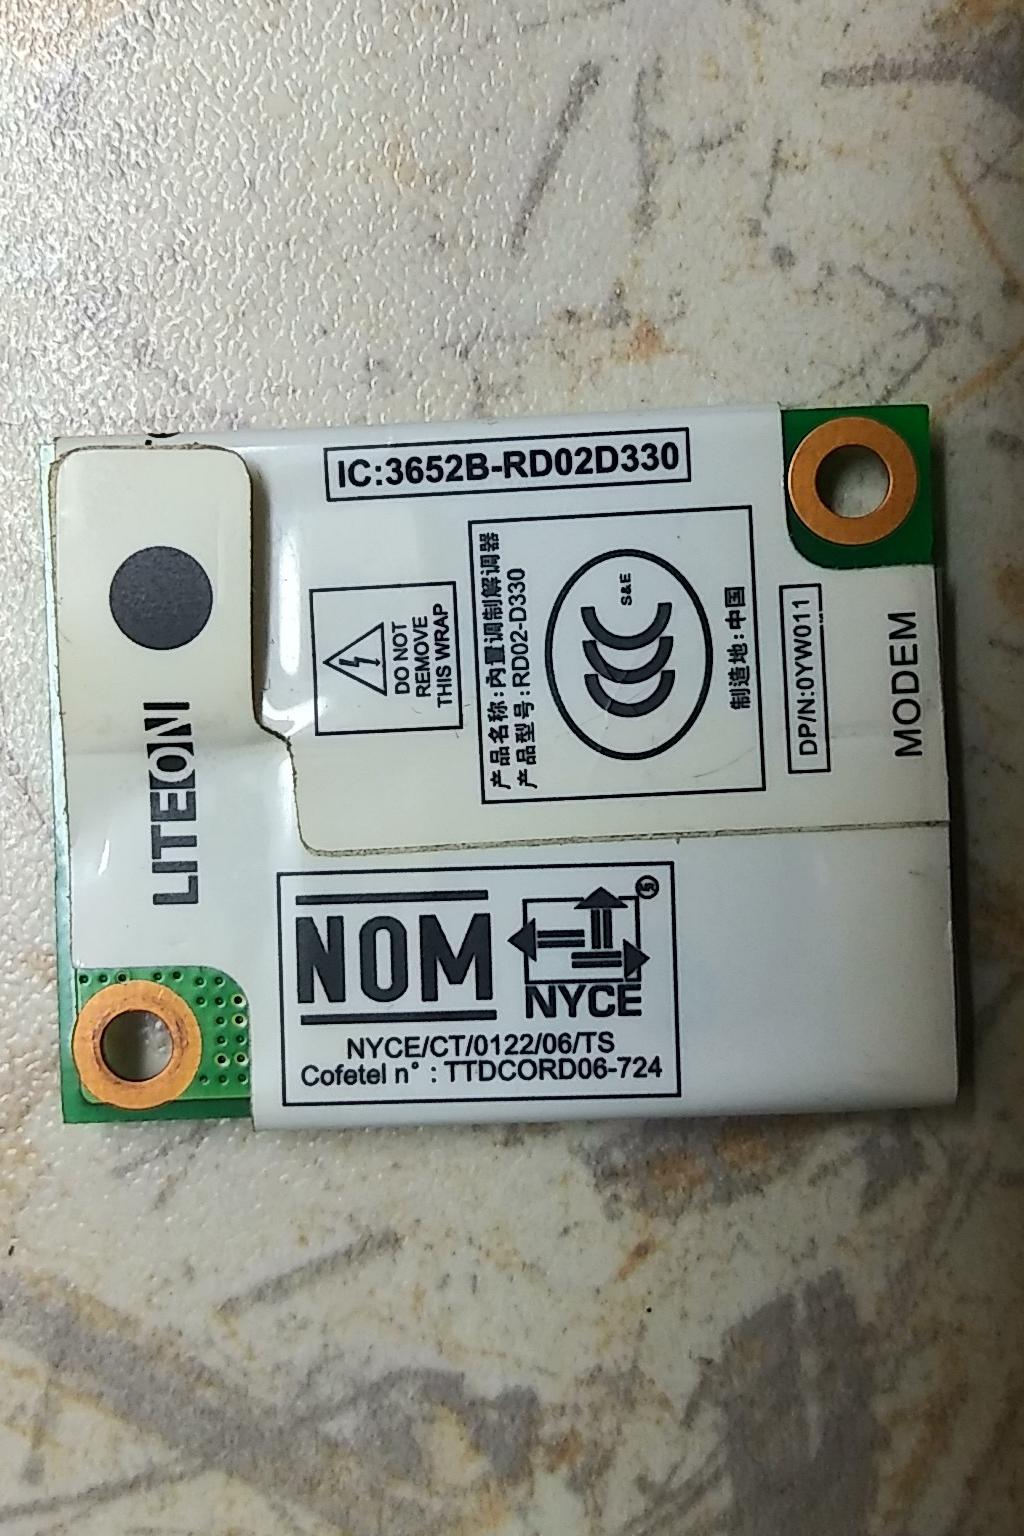 IC:3652B-RD02D330
DO NOT
REMOVE
THIS WRAP
产品名称:内置调制解调器
产品型号:RD02-D330
S&E
制造地:中国
DP/N:0YW011
MODEM
LITEON
NOM
NYCE
NYCE/CT/0122/06/TS
Cofetel n° : TTDCORD06-724